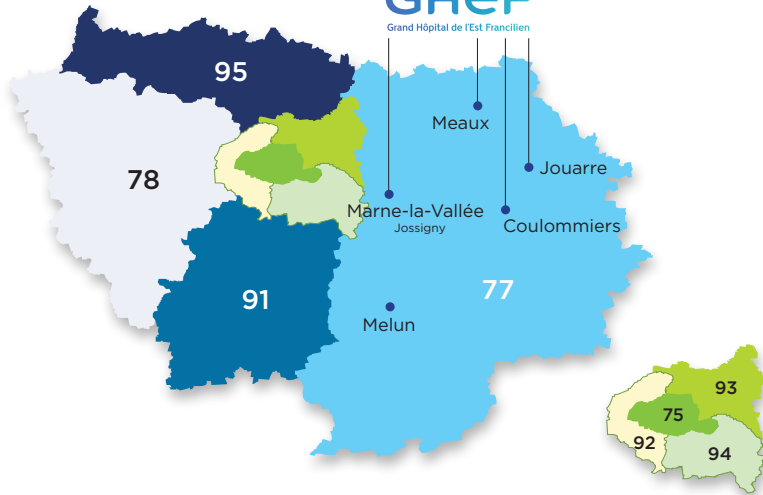 GHEF
Grand Hôpital de l'Est Francilien
95
Meaux
78
Jouarre
Marne-la-Vallée
Jossigny
Coulommiers
91
77
Melun
93
75
92
94